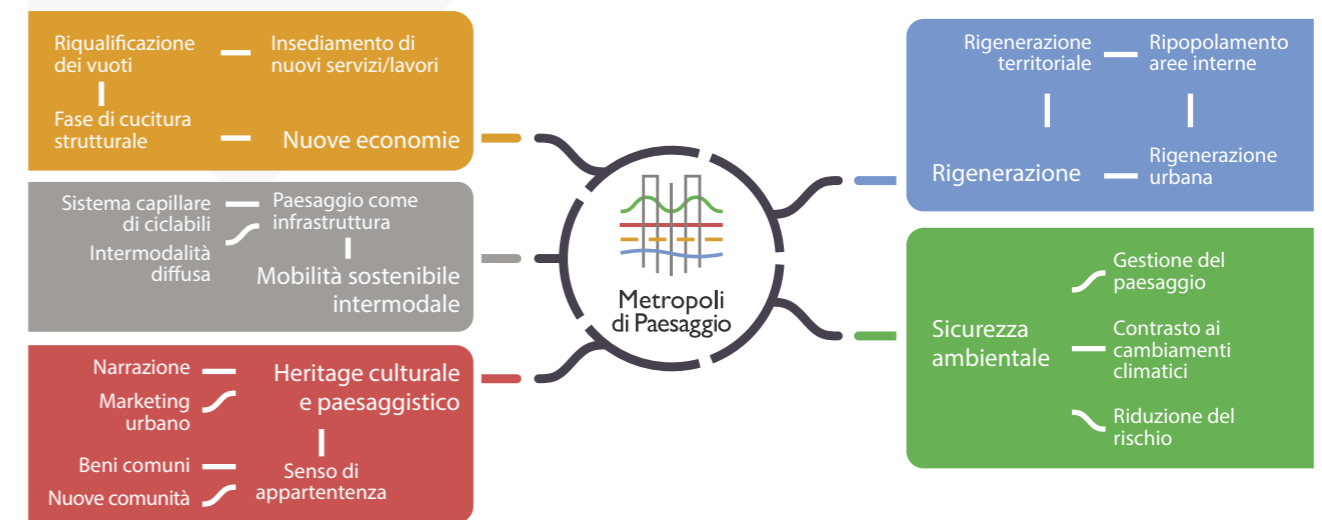 Riqualificazione
dei vuoti
Insediamento di
nuovi servizi/lavori
Fase di cucitura
strutturale
Nuove economie
Sistema capillare
di ciclabili
Paesaggio come
infrastruttura
Intermodalità
diffusa
Mobilità sostenibile
intermodale
Narrazione
Marketing
urbano
Heritage culturale
e paesaggistico
Beni comuni
Nuove comunità
Senso di
appartentenza
Metropoli
di Paesaggio
Rigenerazione
territoriale
Ripopolamento
aree interne
Rigenerazione
Rigenerazione
urbana
Sicurezza
ambientale
Gestione del
paesaggio
Contrasto ai
cambiamenti
climatici
Riduzione del
rischio